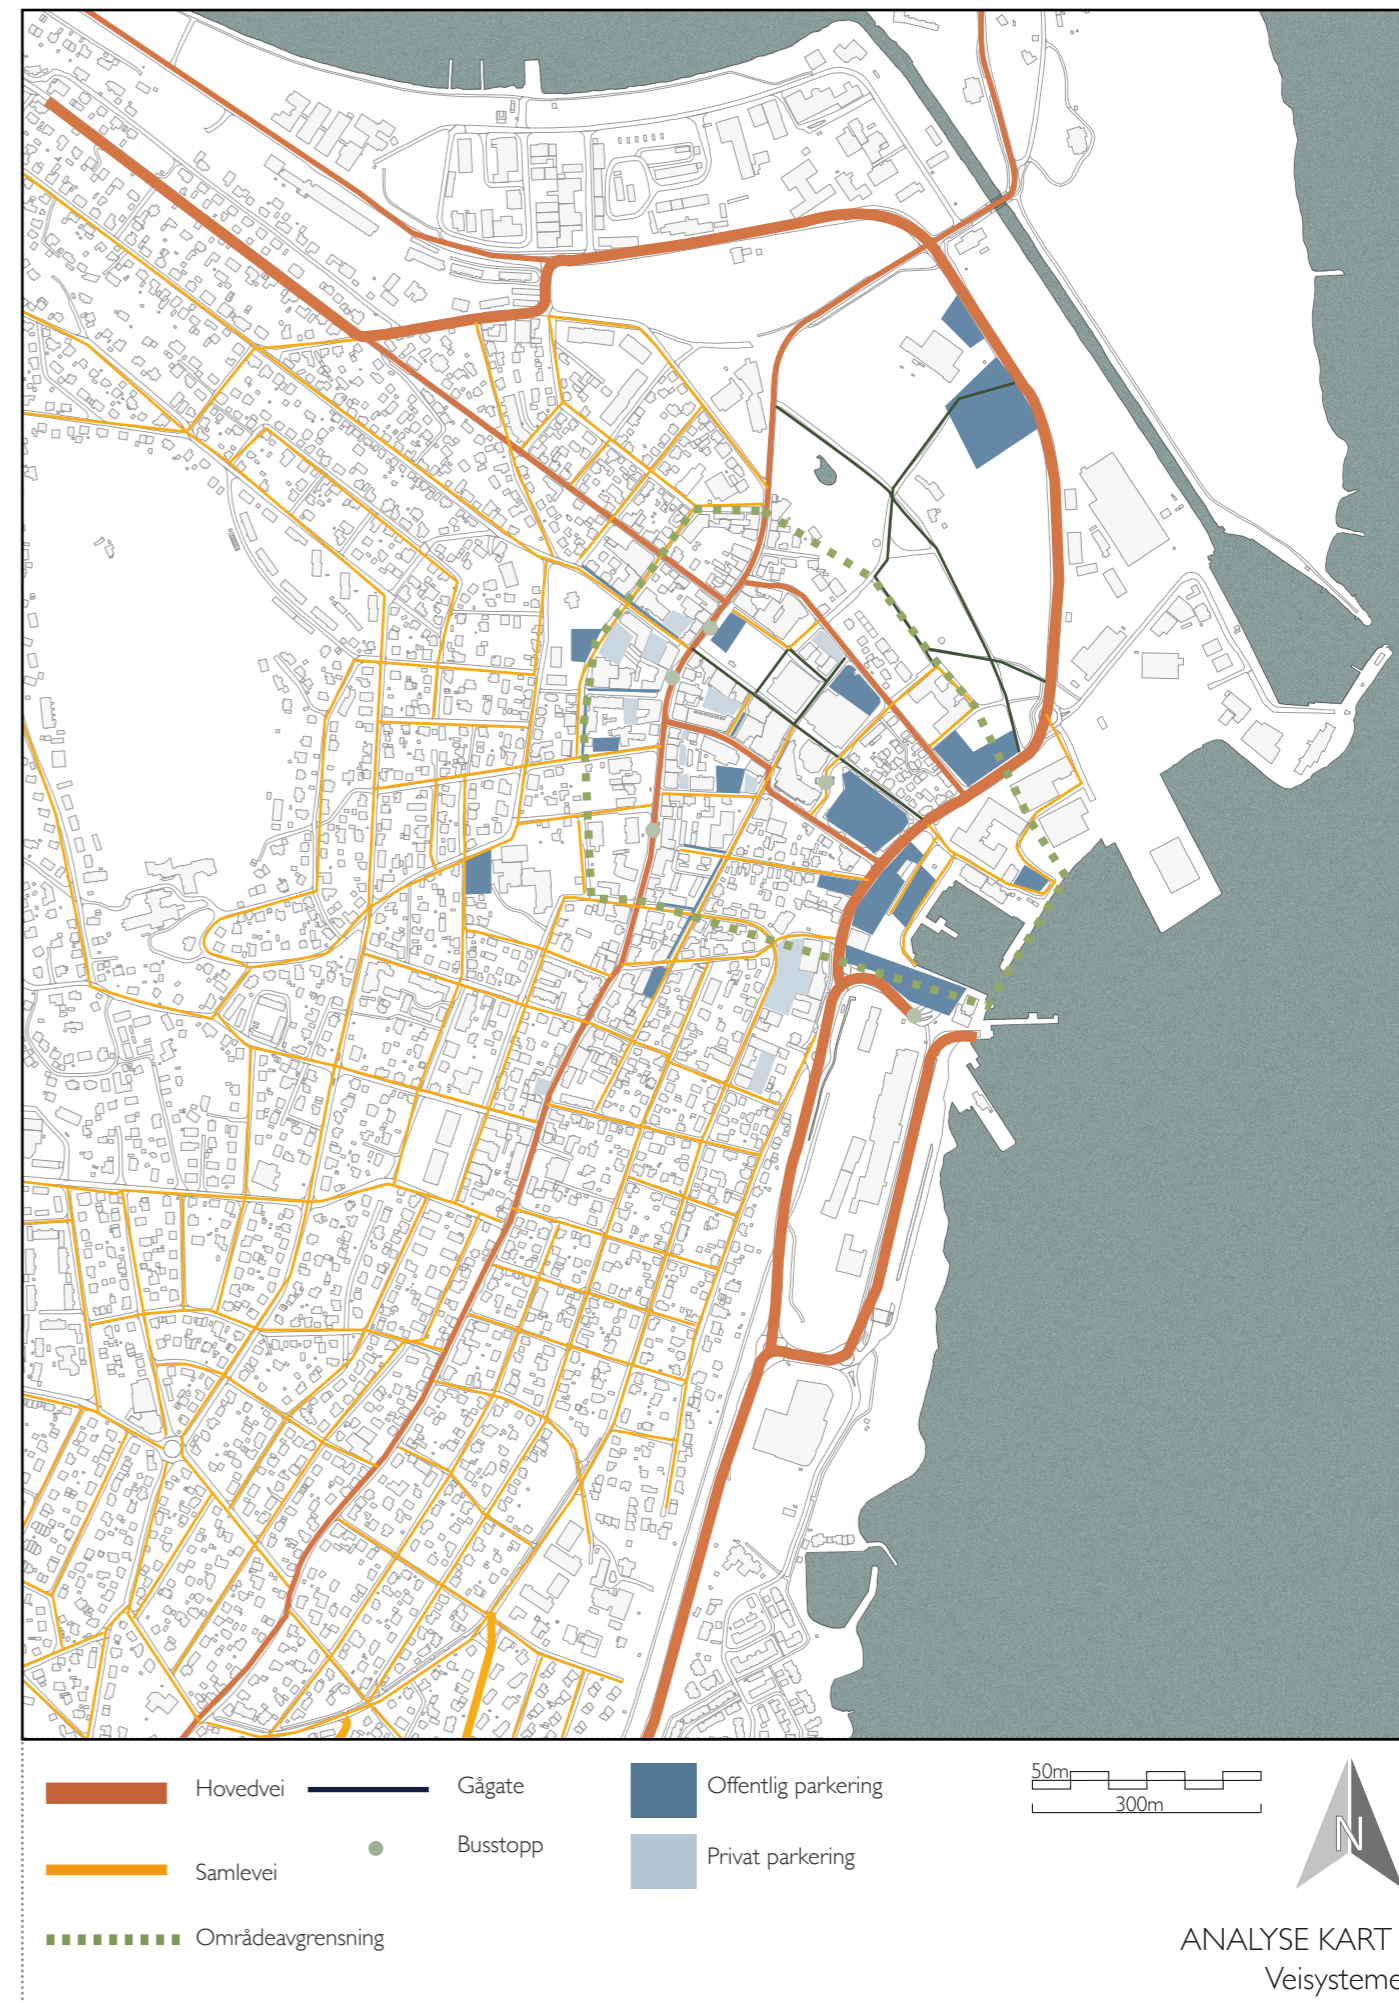 Hovedvei
Gågate
Offentlig parkering
50m
300m
Busstopp
Privat parkering
Samlevei
N
Områdeavgrensning
ANALYSE KART
Veisysteme